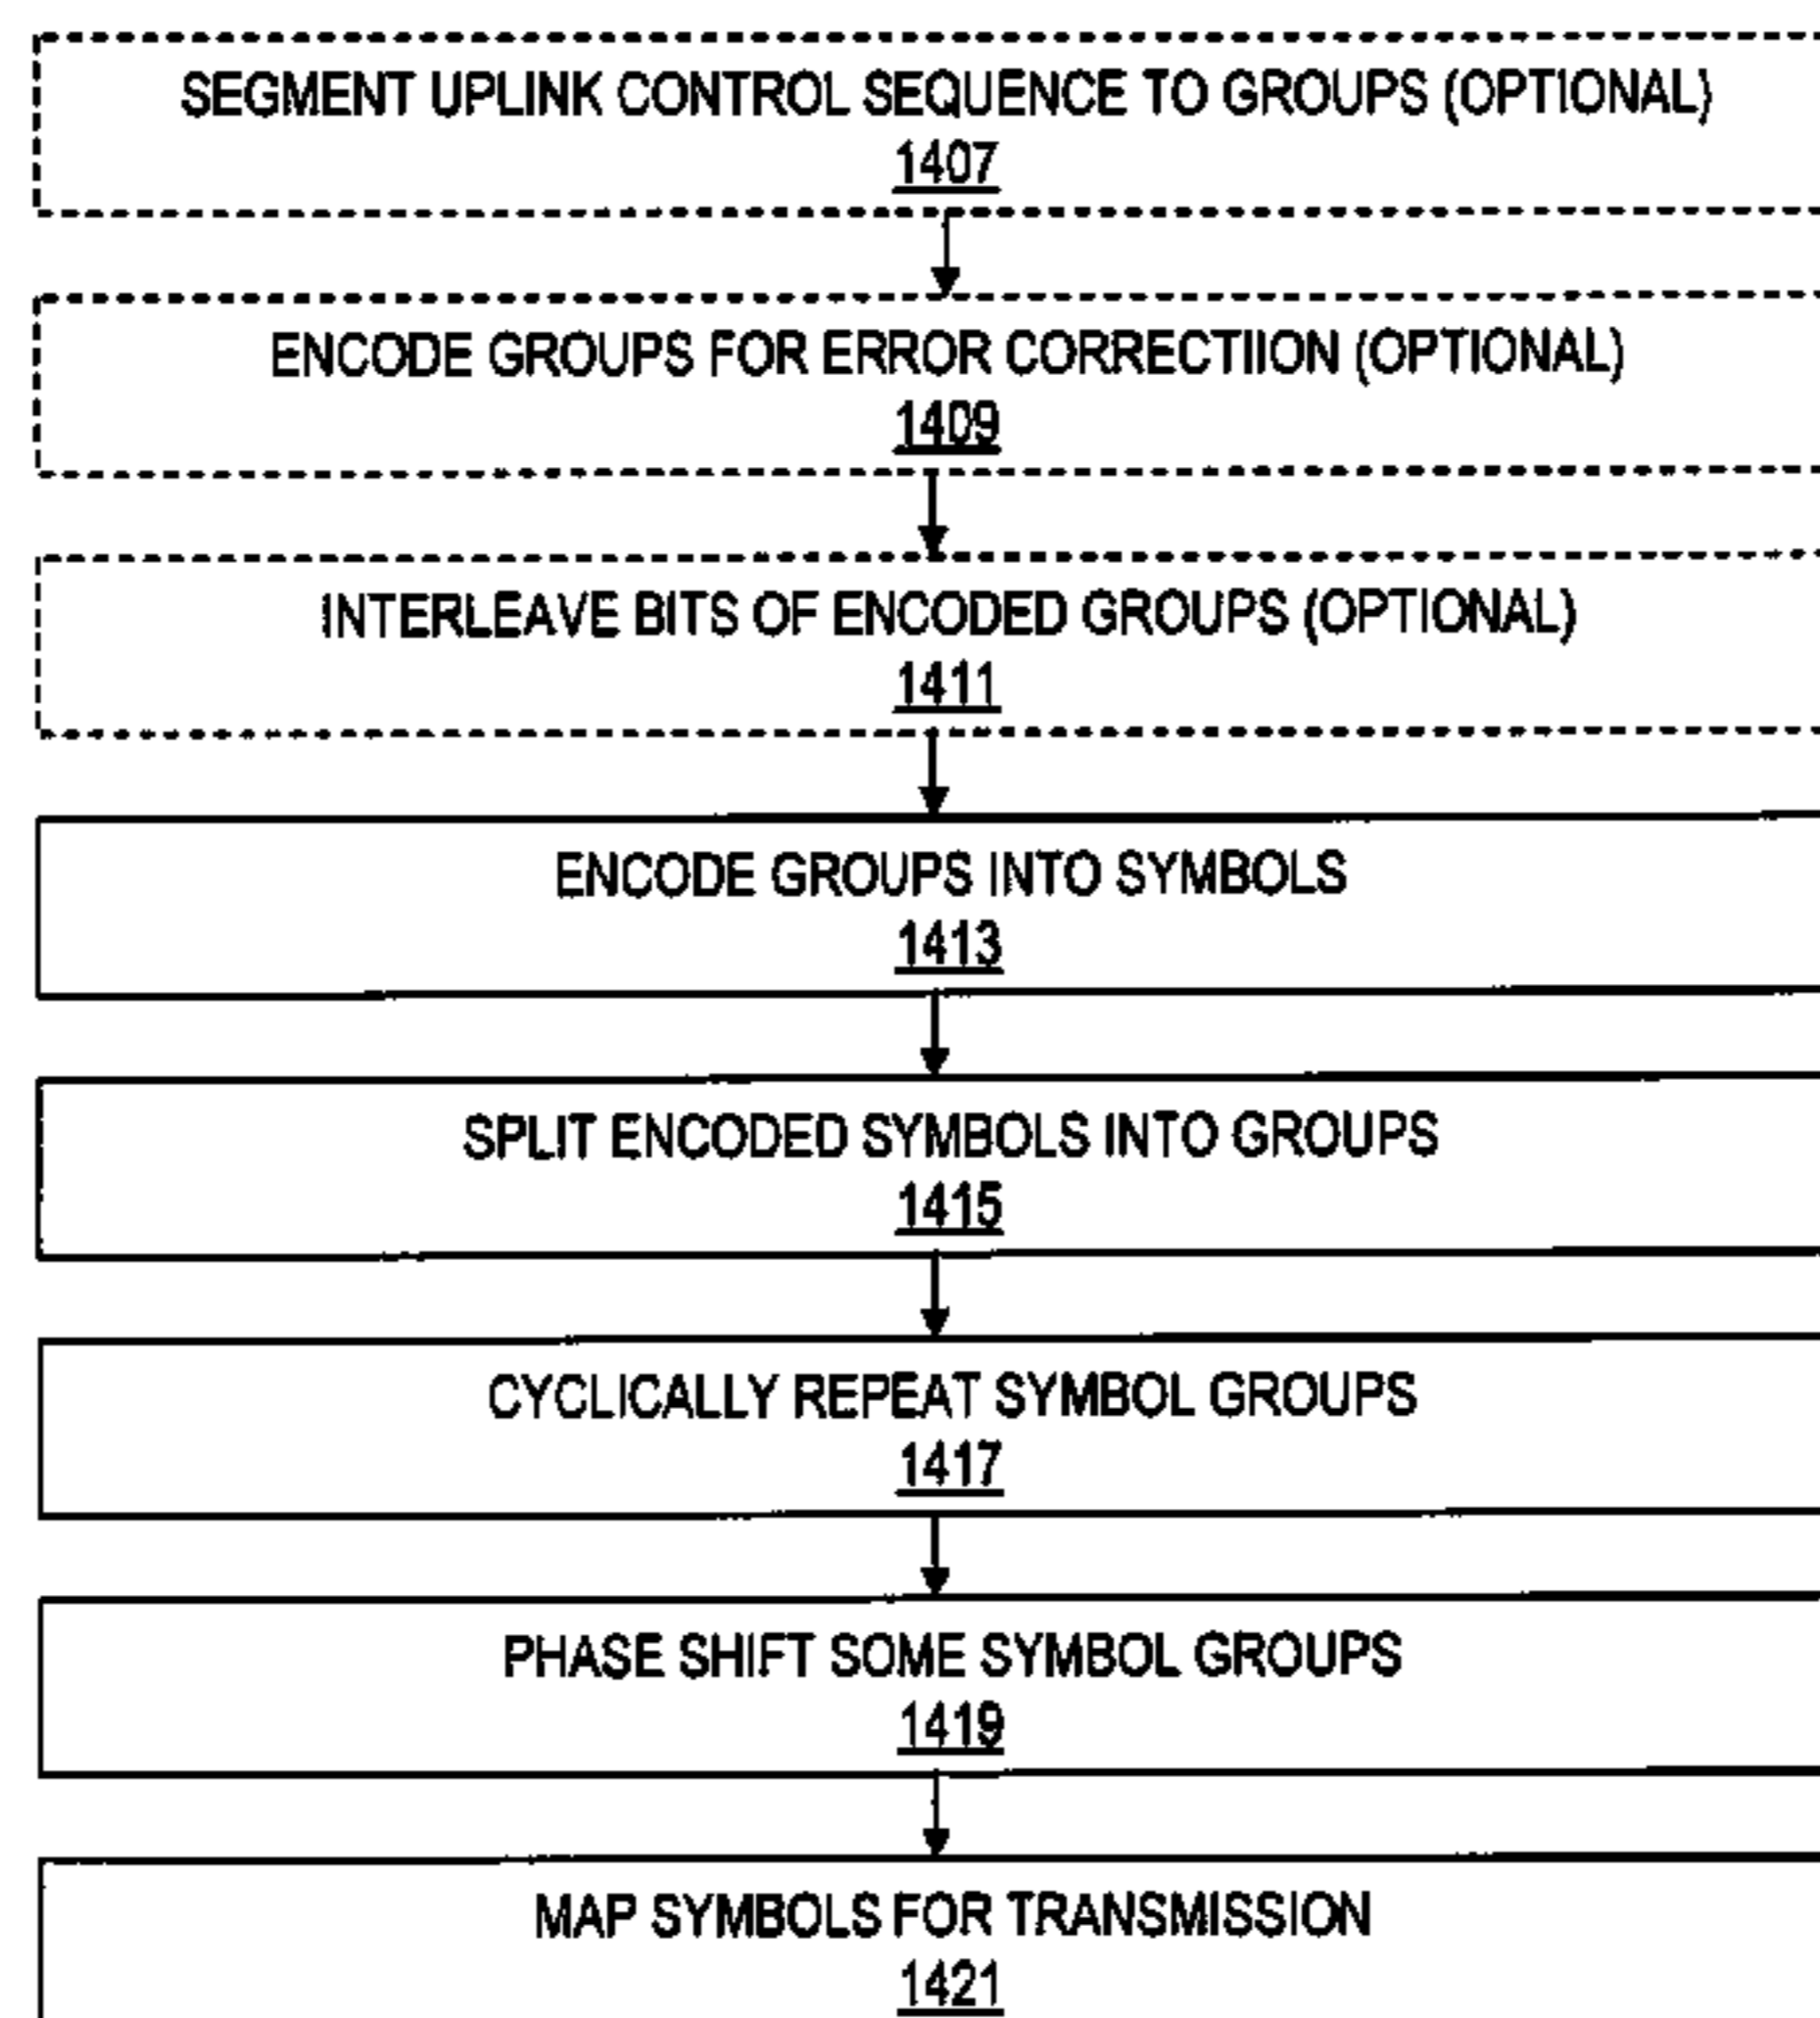 SEGMENT UPLINK CONTROL SEQUENCE TO GROUPS (OPTIONAL)
1407
ENCODE GROUPS FOR ERROR CORRECTIION (OPTIONAL)
1409
INTERLEAVE BITS OF ENCODED GROUPS (OPTIONAL)
1411
ENCODE GROUPS INTO SYMBOLS
1413
SPLIT ENCODED SYMBOLS INTO GROUPS
1415
CYCLICALLY REPEAT SYMBOL GROUPS
1417
PHASE SHIFT SOME SYMBOL GROUPS
1419
MAP SYMBOLS FOR TRANSMISSION
1421